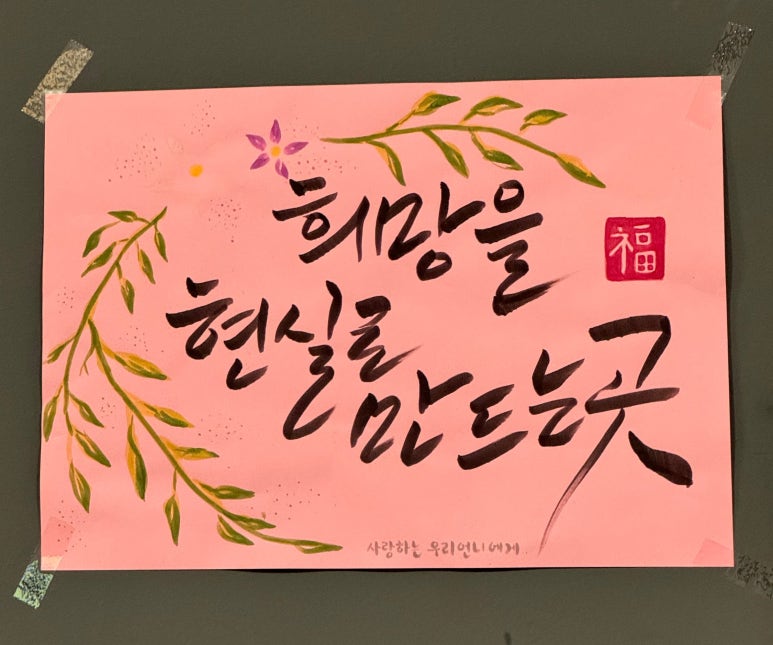 희망을
福
현실로
만드는 곳
사랑하는 우리언니에게